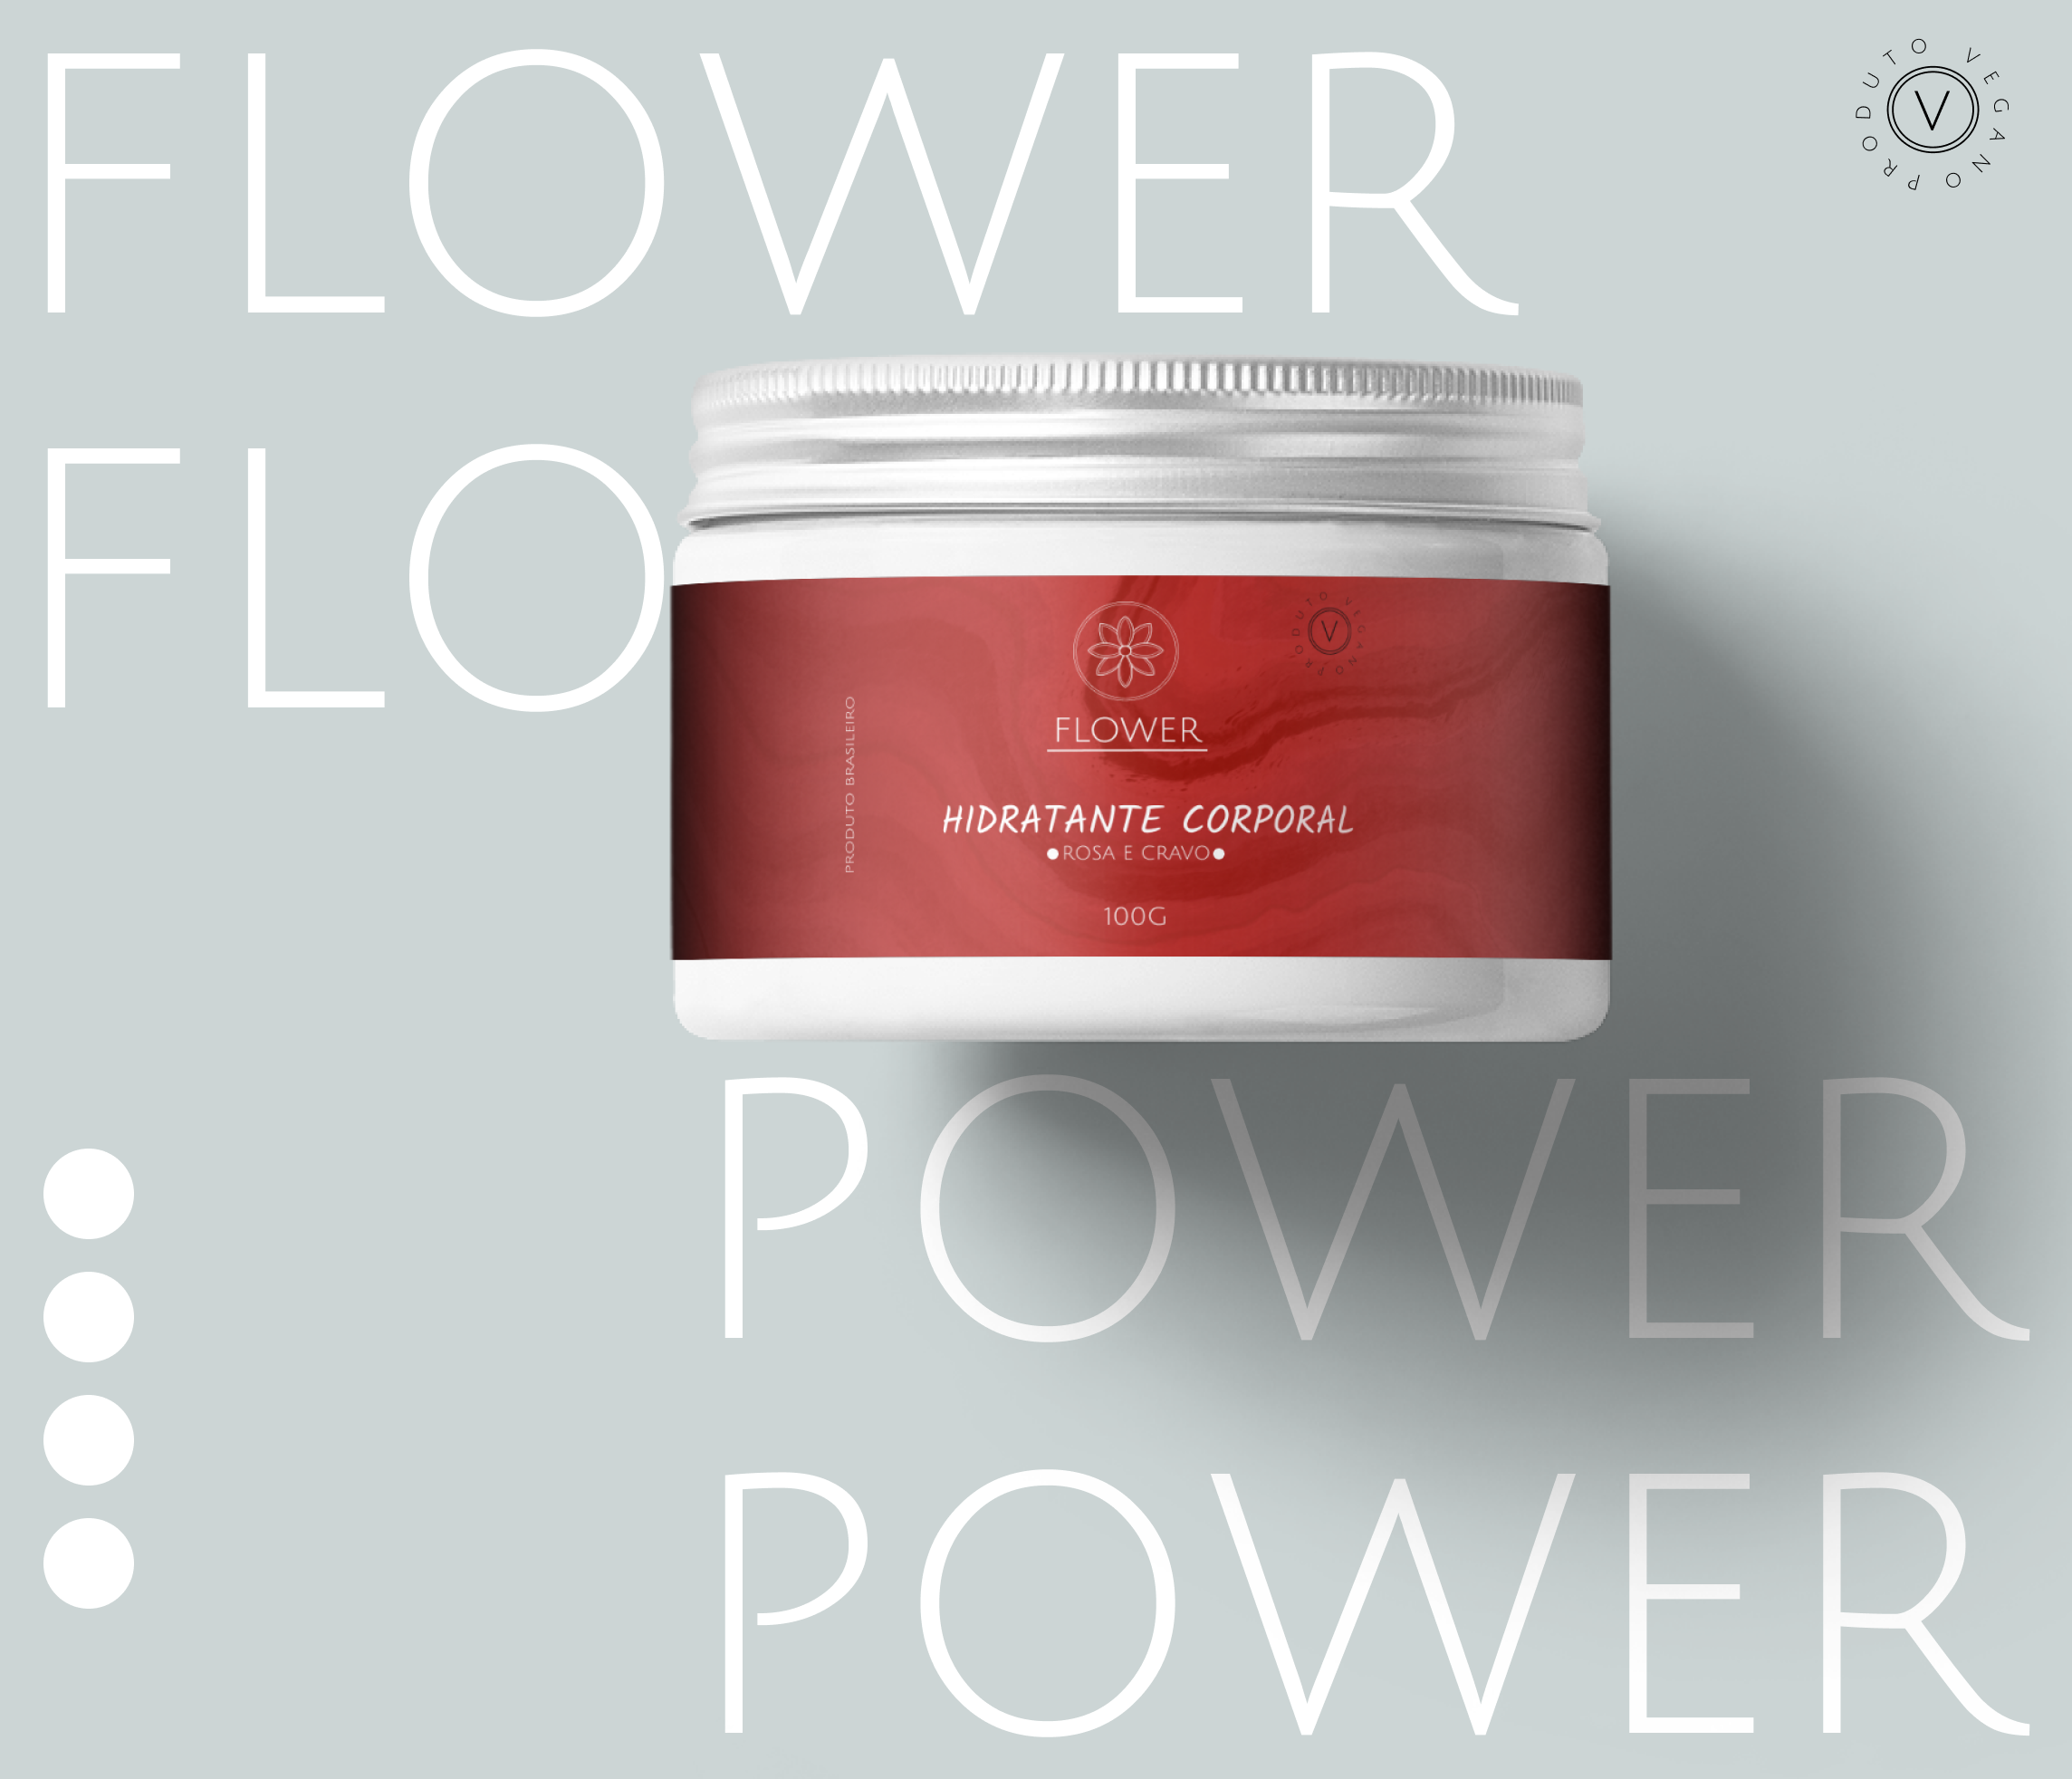 FLOWER
PRODUTO VEGANO
V
FLO
PRODUTO VEGANO
V
FLOWER
PRODUTO BRASILEIRO
HIDRATANTE CORPORAL
•ROSA E CRAVO•
100G
POWER
POWER